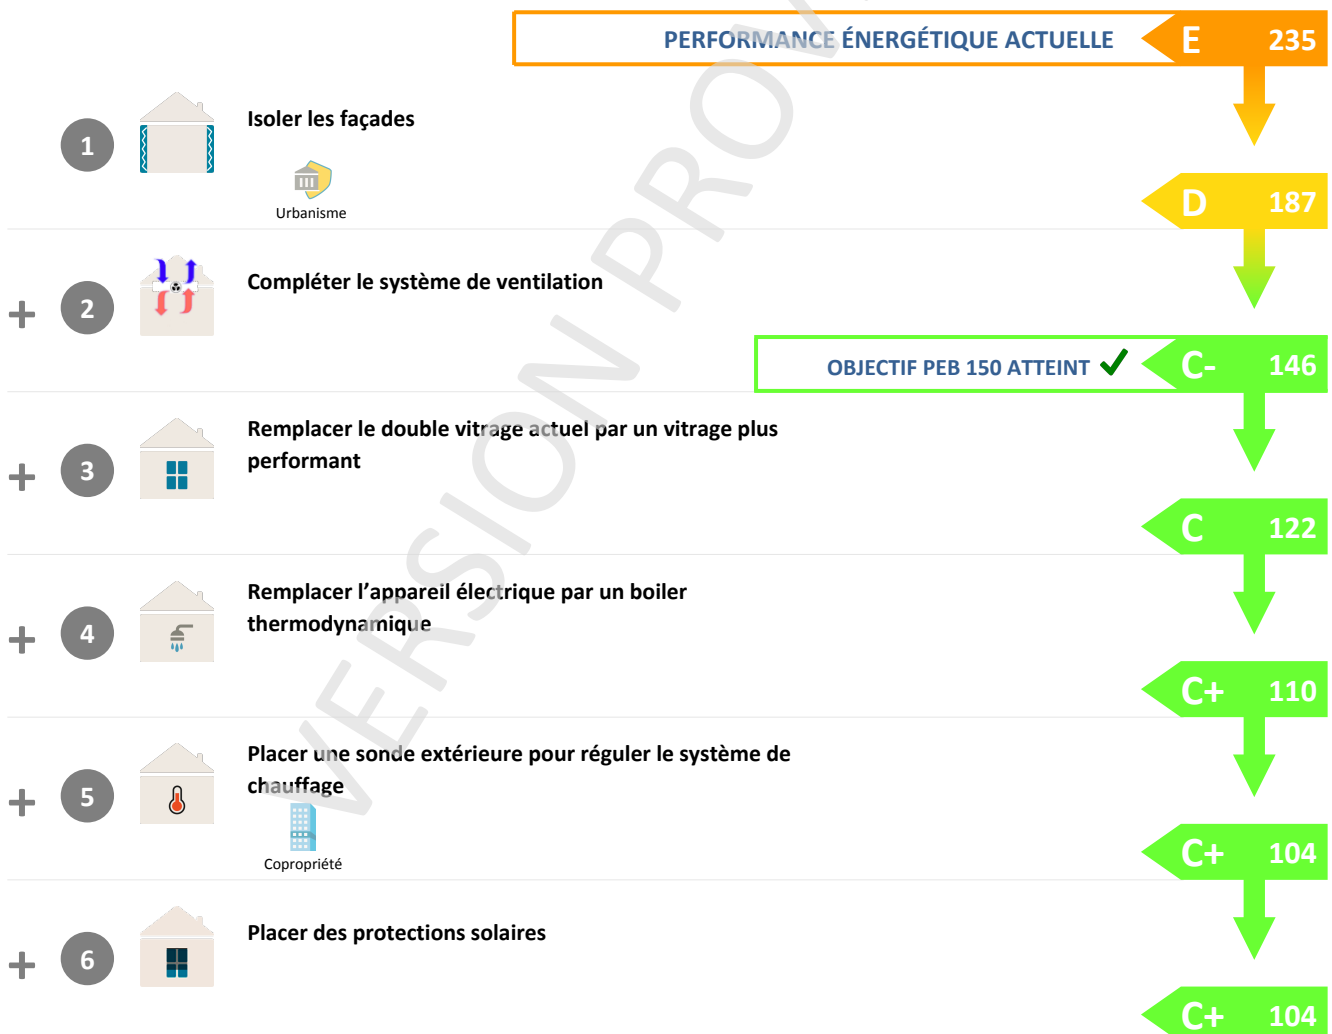 PERFORMANCE ÉNERGÉTIQUE ACTUELLE E 235
1 Isoler les façades
Urbanisme
D 187
+ 2 Compléter le système de ventilation
OBJECTIF PEB 150 ATTEINT ✓ C- 146
+ 3 Remplacer le double vitrage actuel par un vitrage plus
performant
C 122
+ 4 Remplacer l’appareil électrique par un boiler
thermodynamique
C+ 110
+ 5 Placer une sonde extérieure pour réguler le système de
chauffage
Copropriété
C+ 104
+ 6 Placer des protections solaires
C+ 104
VERSION PROV